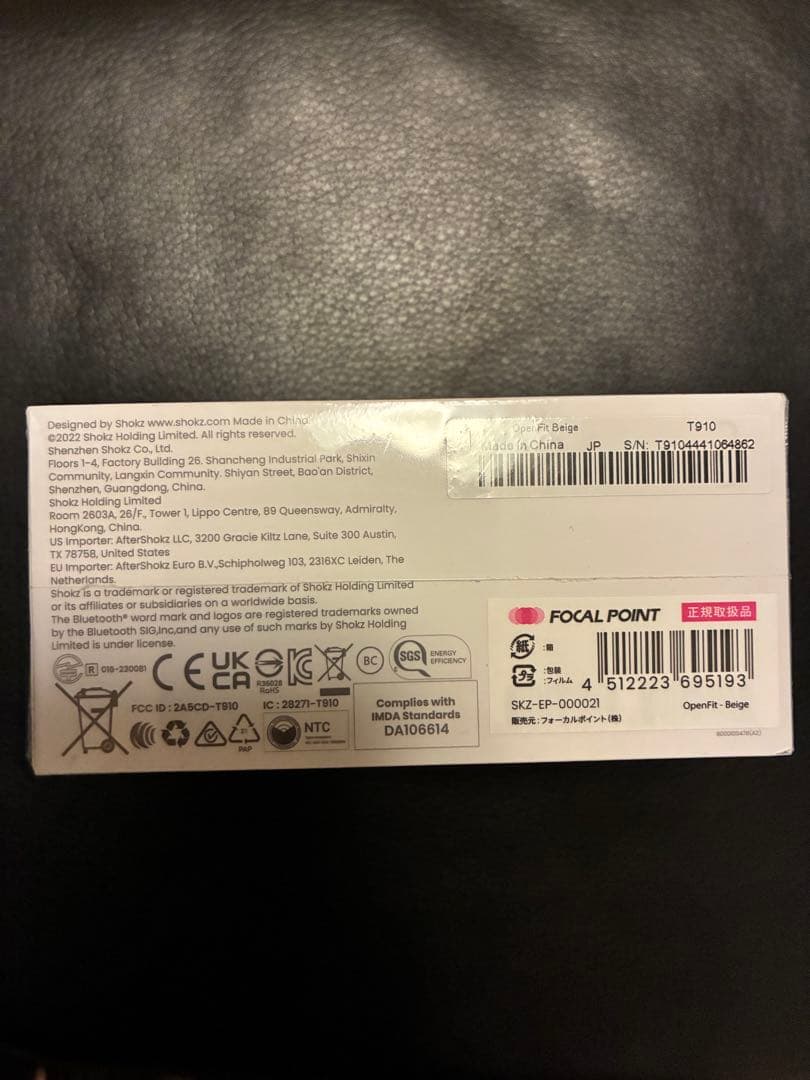 Designed by Shokz www.shokz.com Made in China.
©2022 Shokz Holding Limited. All rights reserved.
Shenzhen Shokz Co., Ltd.
Floors 1-4, Factory Building 26. Shancheng Industrial Park, Shixin
Community, Langxin Community. Shiyan Street, Bao'an District,
Shenzhen, Guangdong, China.
Shokz Holding Limited
Room 2603A, 26/F., Tower 1, Lippo Centre, 89 Queensway, Admiralty,
HongKong, China.
US Importer: AfterShokz LLC, 3200 Gracie Kiltz Lane, Suite 300 Austin,
TX 78758, United States
EU Importer: AfterShokz Euro B.V.,Schipholweg 103, 2316XC Leiden, The
Netherlands.
Shokz is a trademark or registered trademark of Shokz Holding Limited
or its affiliates or subsidiaries on a worldwide basis.
The Bluetooth® word mark and logos are registered trademarks owned
by the Bluetooth SIG,Inc,and any use of such marks by Shokz Holding
Limited is under license.
R 016-230081
CE
UK
CA
R36028
RoHS
BC
SGS
ENERGY
EFFICIENCY
FCC ID : 2A5CD-T910
IC : 28271-T910
21
PAP
NTC
Complies with
IMDA Standards
DA106614
OpenFit Beige T910
Made in China JP S/N: T9104441064862
FOCAL POINT 正規取扱品
紙 :箱
プラ :包装
:フィルム
4 512223 695193
SKZ-EP-000021 OpenFit - Beige
販売元:フォーカルポイント(株)